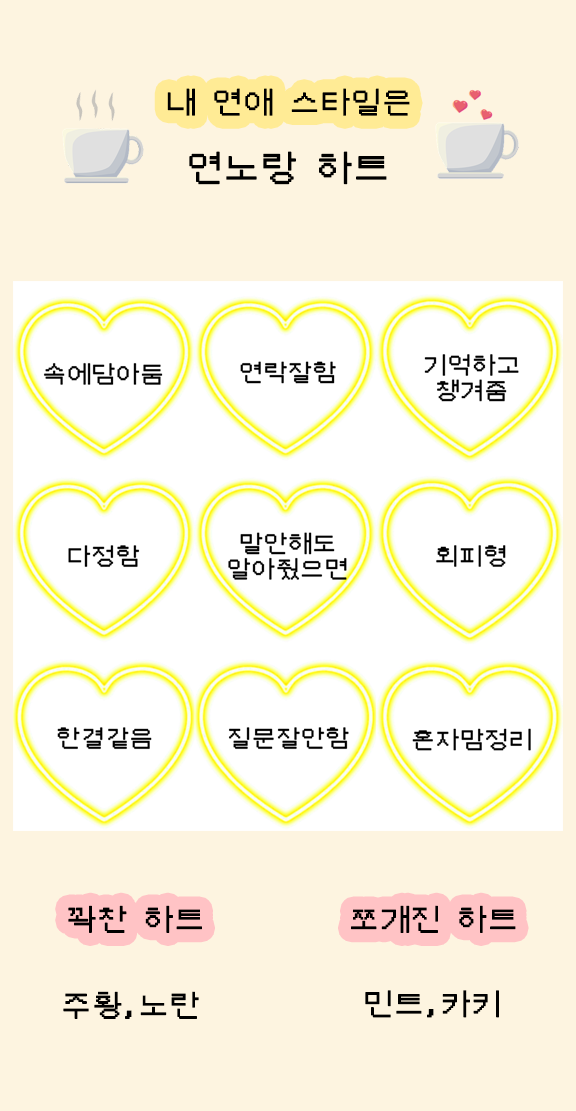 내 연애 스타일은
연노랑 하트
속에담아둠
연락잘함
기억하고
챙겨줌
다정함
말안해도
알아줬으면
회피형
한결같음
질문잘안함
혼자맘정리
꽉찬 하트
쪼개진 하트
주황,노란
민트,카키